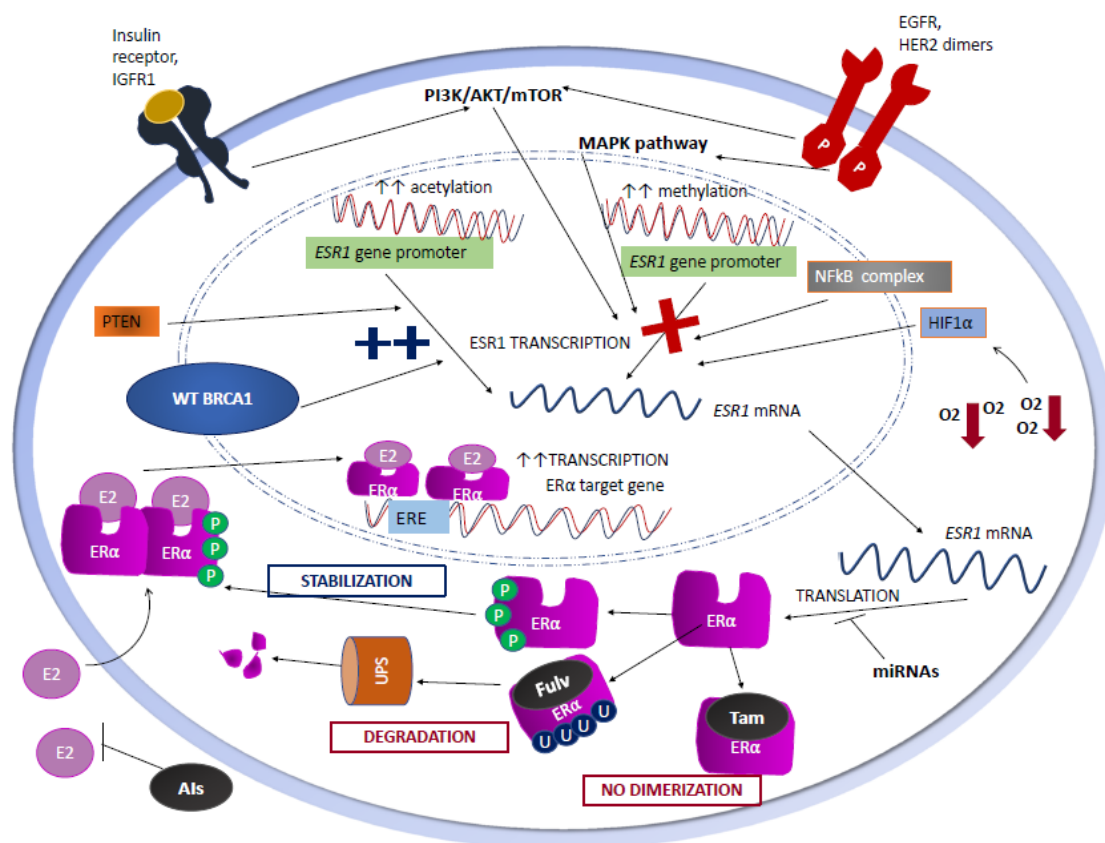 Insulin
receptor,
IGFR1
EGFR,
HER2 dimers
PI3K/AKT/mTOR
MAPK pathway
P
P
↑↑ acetylation
↑↑ methylation
ESR1 gene promoter
ESR1 gene promoter
NFkB complex
PTEN
HIF1α
ESR1 TRANSCRIPTION
WT BRCA1
ESR1 mRNA
O2
O2
O2
O2
E2
E2
↑↑TRANSCRIPTION
ERα
ERα
ERα target gene
ERE
E2
E2
ERα
ERα
P
P
P
ESR1 mRNA
STABILIZATION
TRANSLATION
P
P
P
ERα
ERα
miRNAs
E2
UPS
Fulv
ERα
U
U
U
U
Tam
ERα
DEGRADATION
E2
AIs
NO DIMERIZATION